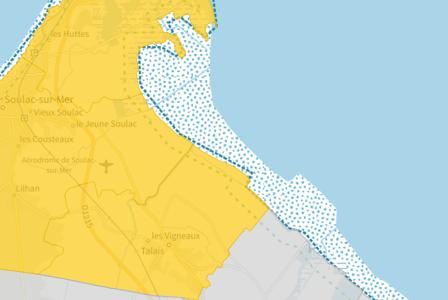 les Huttes
Soulac-sur-Mer
Vieux Soulac
le Jeune Soulac
les Cousteaux
Aérodrome de Soulac-
sur-Mer
Lilhan
D1215
les Vigneaux
Talais